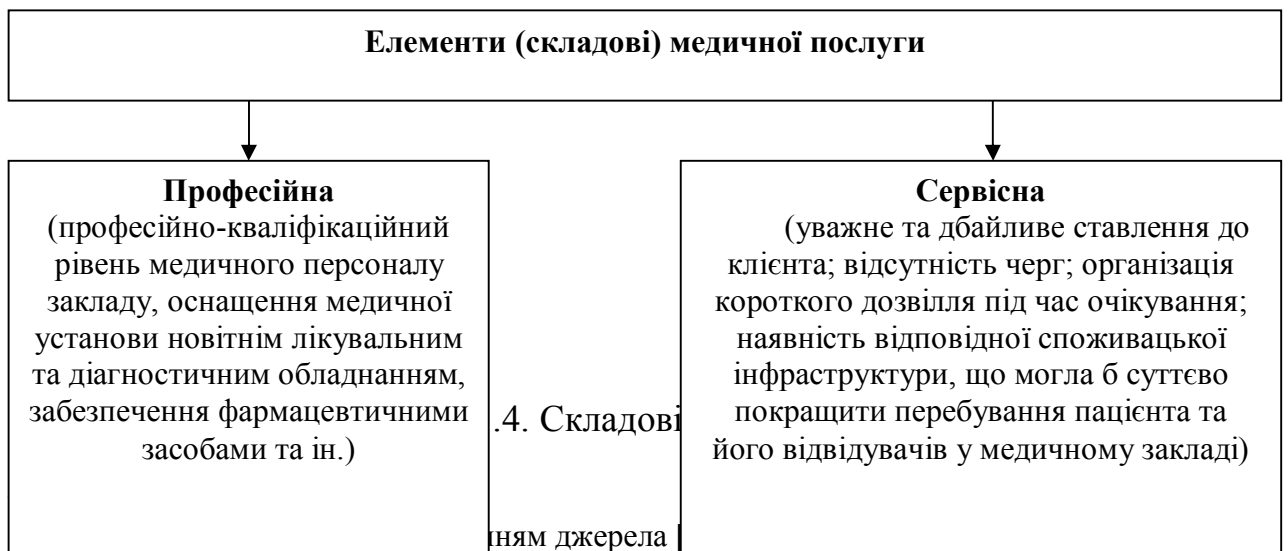 Елементи (складові) медичної послуги
Професійна
(професійно-кваліфікаційний
рівень медичного персоналу
закладу, оснащення медичної
установи новітнім лікувальним
та діагностичним обладнанням,
забезпечення фармацевтичними
засобами та ін.)
Сервісна
(уважне та дбайливе ставлення до
клієнта; відсутність черг; організація
короткого дозвілля під час очікування;
наявність відповідної споживацької
інфраструктури, що могла б суттєво
покращити перебування пацієнта та
його відвідувачів у медичному закладі)
.4. Складові
нням джерела [